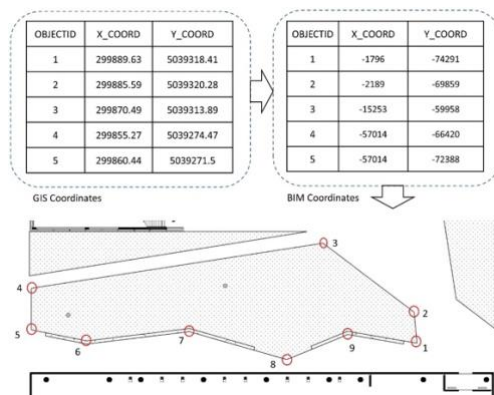 OBJECTID X_COORD Y_COORD
1 299889.63 5039318.41
2 299885.59 5039320.28
3 299870.49 5039313.89
4 299855.27 5039274.47
5 299860.44 5039271.5
GIS Coordinates
OBJECTID X_COORD Y_COORD
1 -1796 -74291
2 -2189 -69859
3 -15253 -59958
4 -57014 -66420
5 -57014 -72388
BIM Coordinates
3
4
2
5
6
7
8
9
1